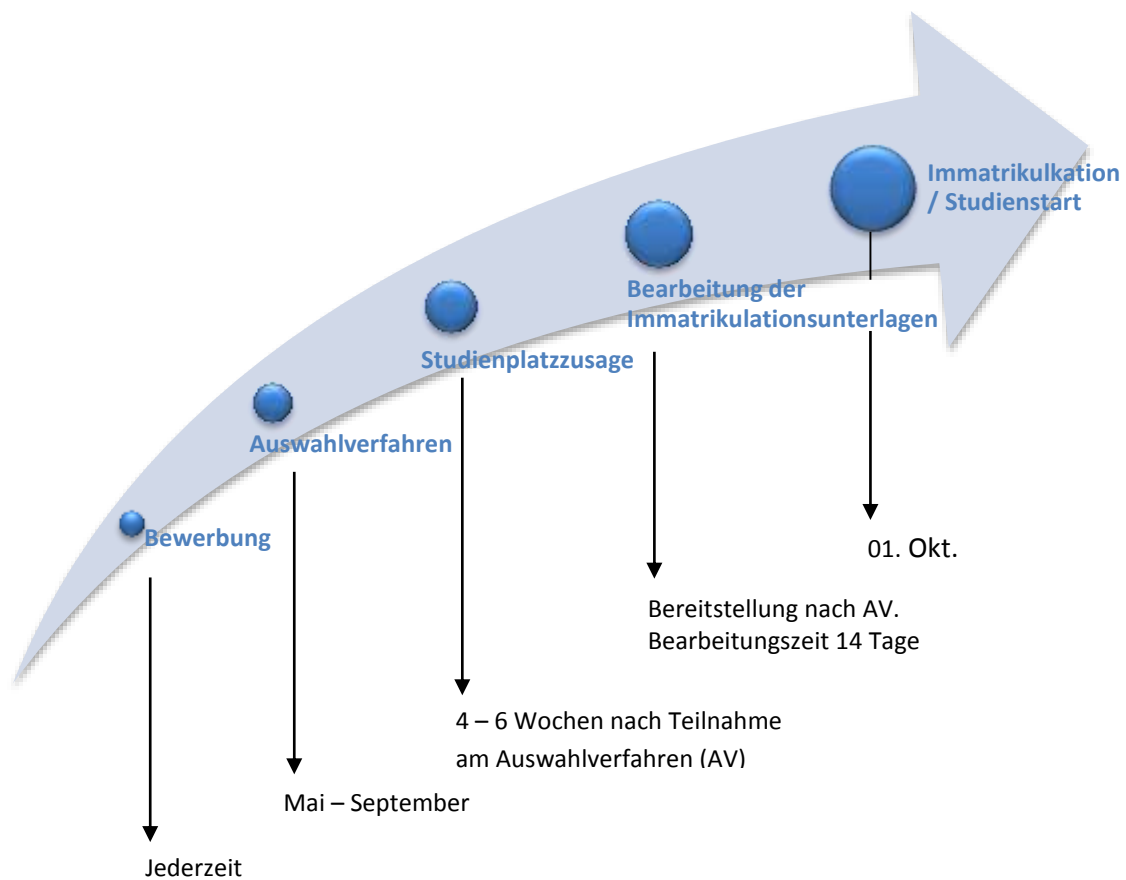 Immatrikulkation
/ Studienstart
Bearbeitung der
Immatrikulationsunterlagen
Studienplatzzusage
Auswahlverfahren
Bewerbung
01. Okt.
Bereitstellung nach AV.
Bearbeitungszeit 14 Tage
4 – 6 Wochen nach Teilnahme
am Auswahlverfahren (AV)
Mai – September
Jederzeit